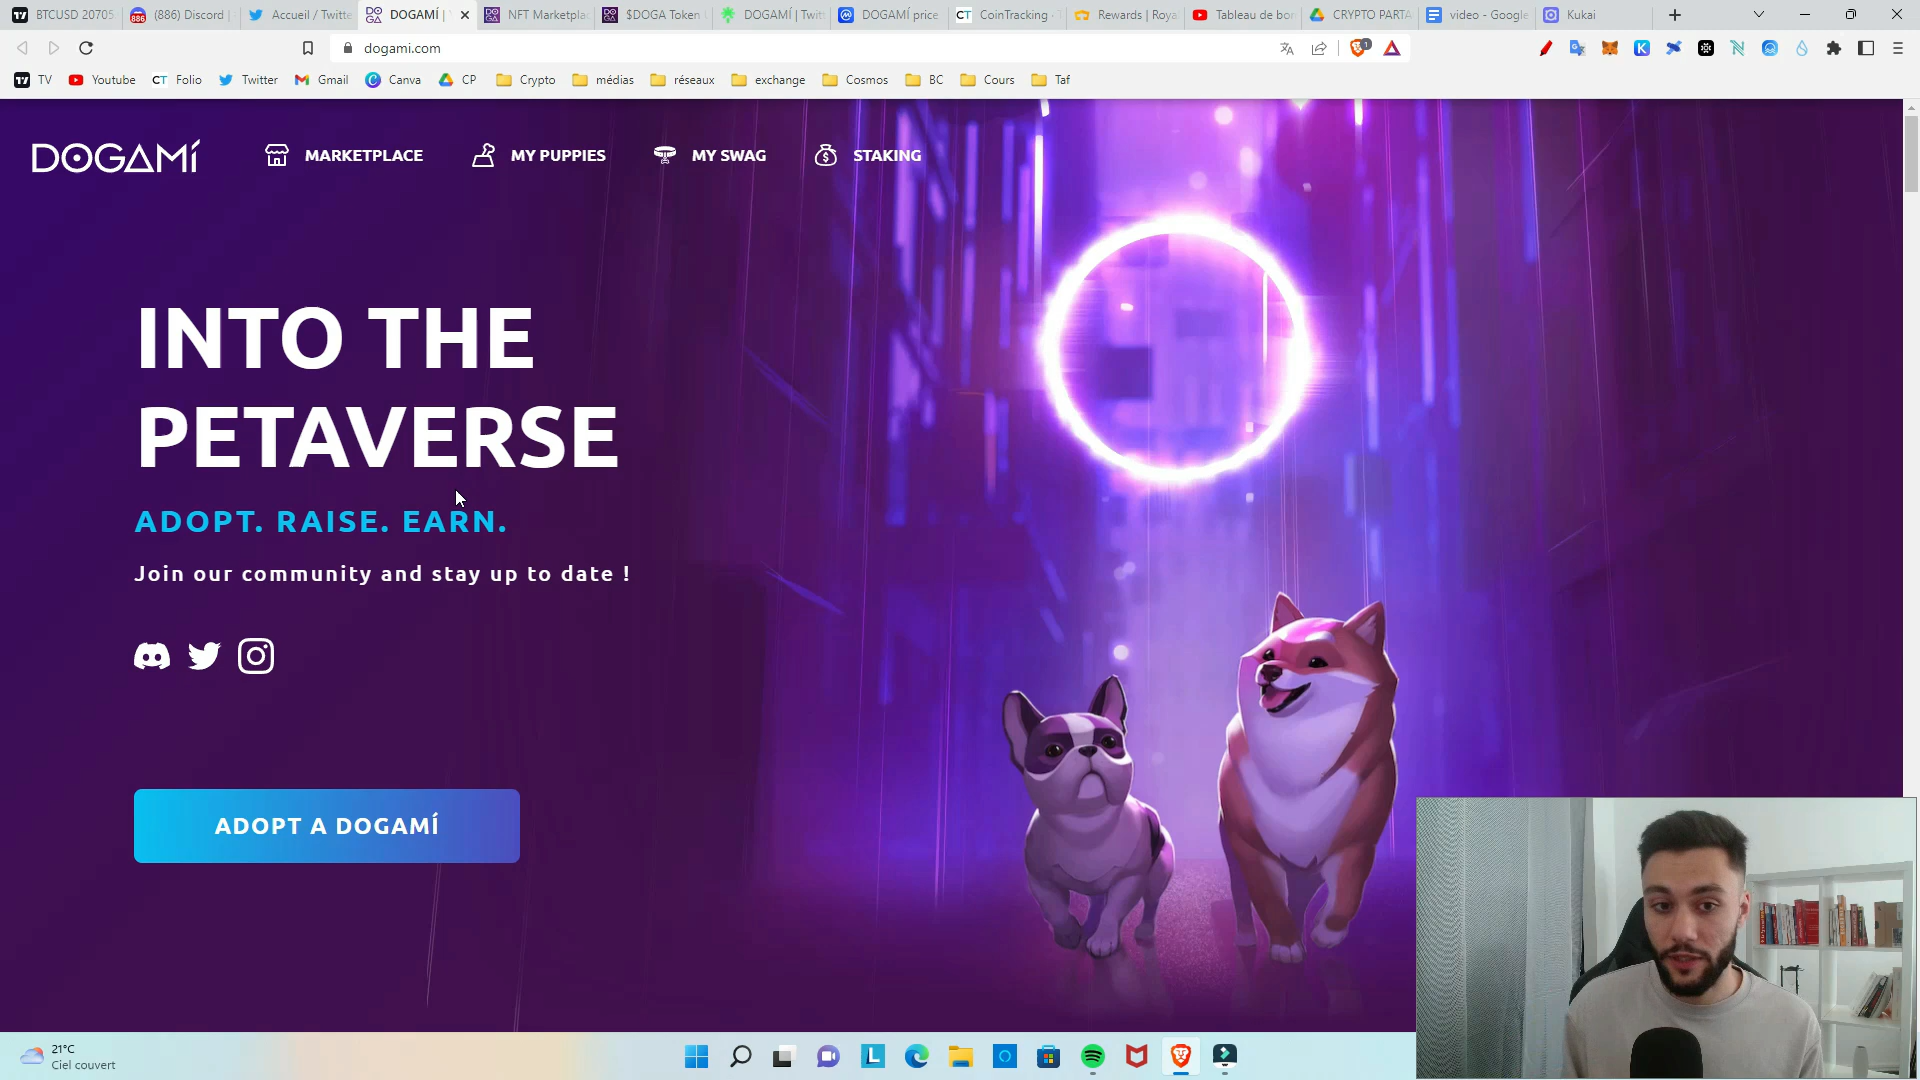 BTCUSD 20705
(886) Discord |
Accueil / Twitte
DOGAMÍ |
NFT Marketpla
$DOGA Token
DOGAMÍ | Twit
DOGAMÍ price
CT CoinTracking
Rewards | Roya
Tableau de bor
CRYPTO PARTA
video - Google
Kukai
dogami.com
TV
Youtube
CT Folio
Twitter
Gmail
Canva
CP
Crypto
médias
réseaux
exchange
Cosmos
BC
Cours
Taf
DOGAMÍ
MARKETPLACE
MY PUPPIES
MY SWAG
STAKING
INTO THE
PETAVERSE
ADOPT. RAISE. EARN.
Join our community and stay up to date !
ADOPT A DOGAMÍ
21°C
Ciel couvert